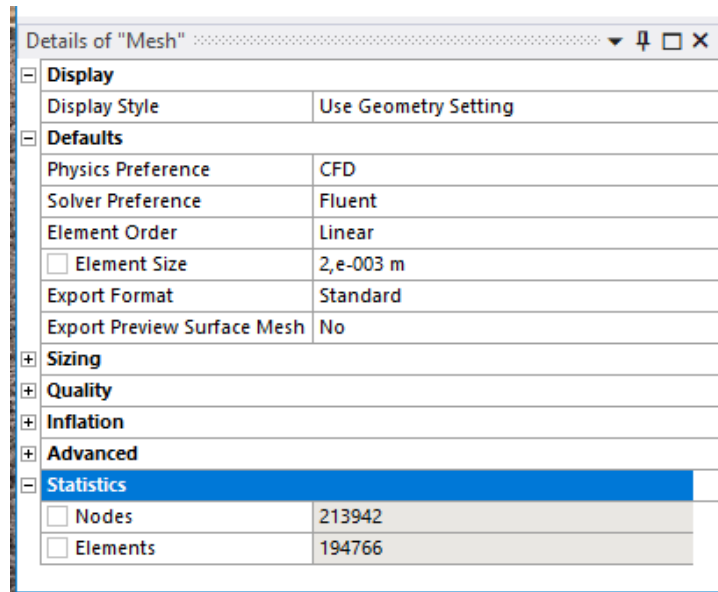 Details of "Mesh"
Display
Display Style Use Geometry Setting
Defaults
Physics Preference CFD
Solver Preference Fluent
Element Order Linear
Element Size 2,e-003 m
Export Format Standard
Export Preview Surface Mesh No
Sizing
Quality
Inflation
Advanced
Statistics
Nodes 213942
Elements 194766